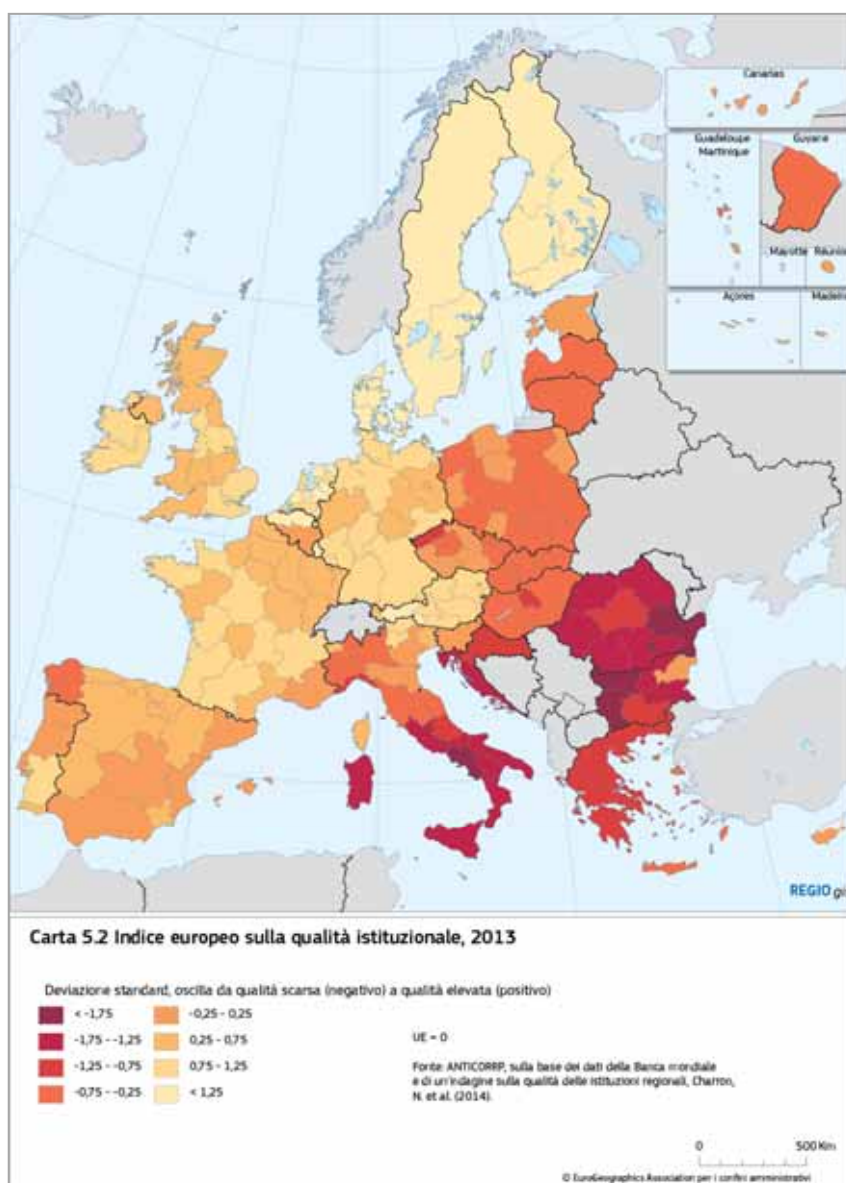 Canarias
Guadeloupe
Martinique
Guyane
Mayotte
Réunion
Açores
Madeira
REGIO gis
Carta 5.2 Indice europeo sulla qualità istituzionale, 2013
Deviazione standard, oscilla da qualità scarsa (negativo) a qualità elevata (positivo)
< -1,75
-1,75 - -1,25
-1,25 - -0,75
-0,75 - -0,25
-0,25 - 0,25
0,25 - 0,75
0,75 - 1,25
< 1,25
UE = 0
Fonte: ANTICORRP, sulla base dei dati della Banca mondiale
e di un'indagine sulla qualità delle istituzioni regionali, Charron,
N. et al. (2014).
0 500 Km
© EuroGeographics Association per i confini amministrativi